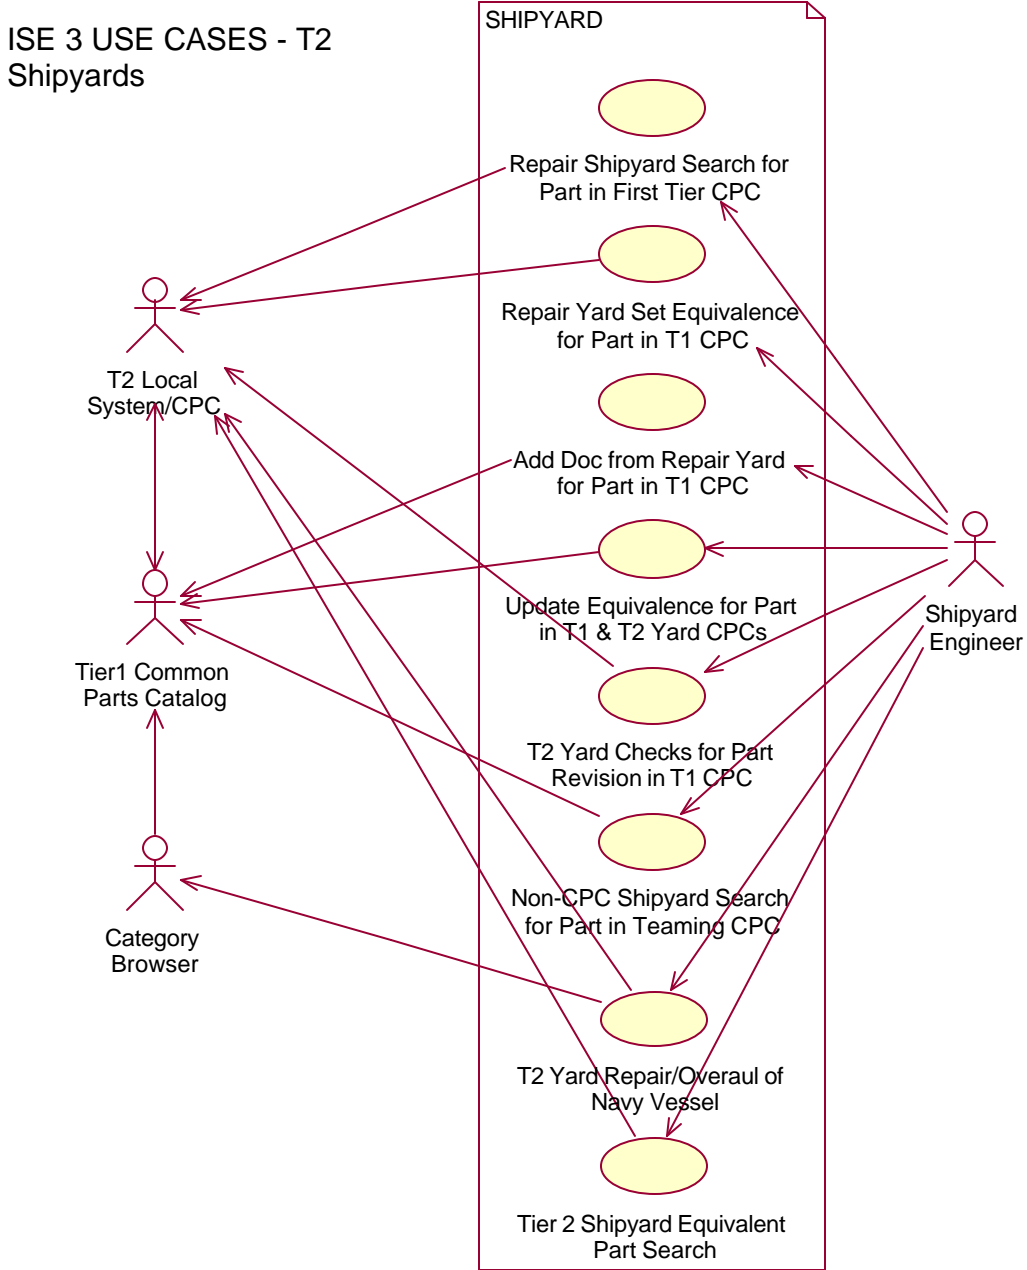 ISE 3 USE CASES - T2
Shipyards
SHIPYARD
Repair Shipyard Search for
Part in First Tier CPC
Repair Yard Set Equivalence
for Part in T1 CPC
T2 Local
System/CPC
Add Doc from Repair Yard
for Part in T1 CPC
Update Equivalence for Part
in T1 & T2 Yard CPCs
Shipyard
Engineer
Tier1 Common
Parts Catalog
T2 Yard Checks for Part
Revision in T1 CPC
Non-CPC Shipyard Search
for Part in Teaming CPC
Category
Browser
T2 Yard Repair/Overaul of
Navy Vessel
Tier 2 Shipyard Equivalent
Part Search